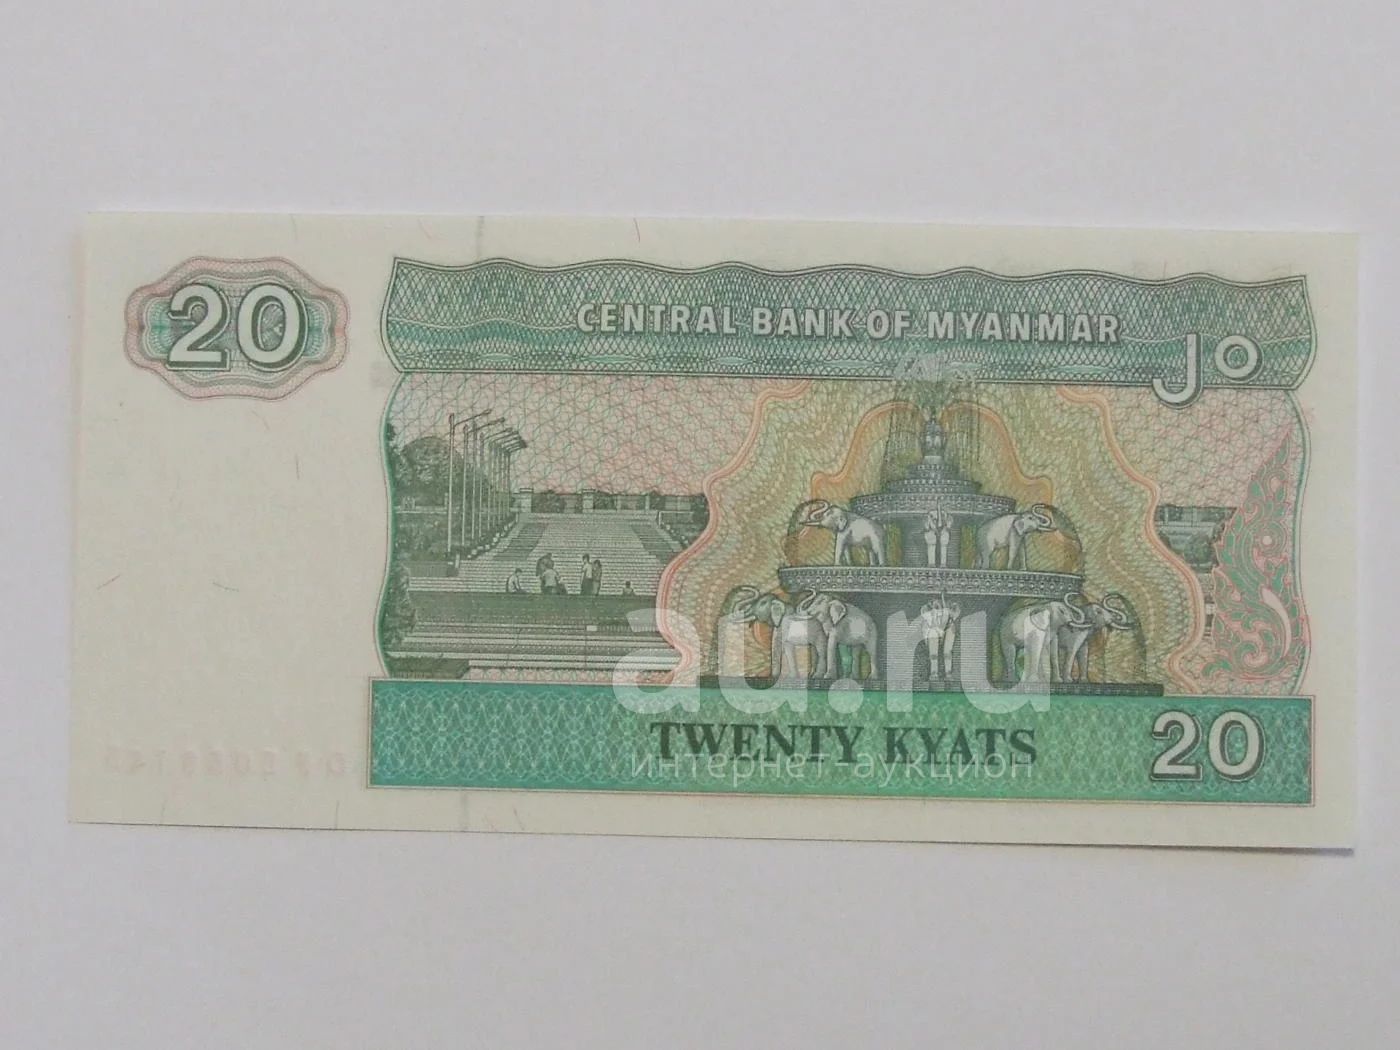 20
CENTRAL BANK OF MYANMAR
၂၀
au.ru
интернет-аукцион
TWENTY KYATS
20